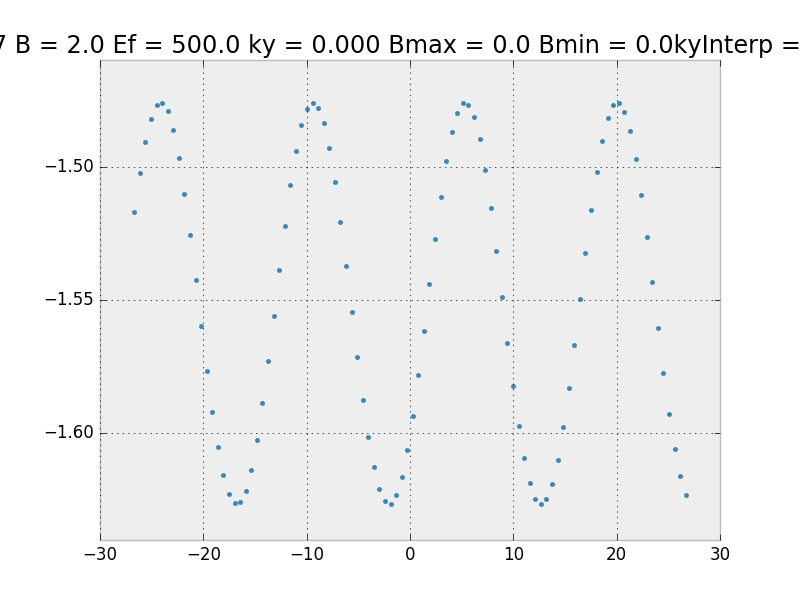 7 B = 2.0 Ef = 500.0 ky = 0.000 Bmax = 0.0 Bmin = 0.0kyInterp =
−1.50
−1.55
−1.60
−30 −20 −10 0 10 20 30